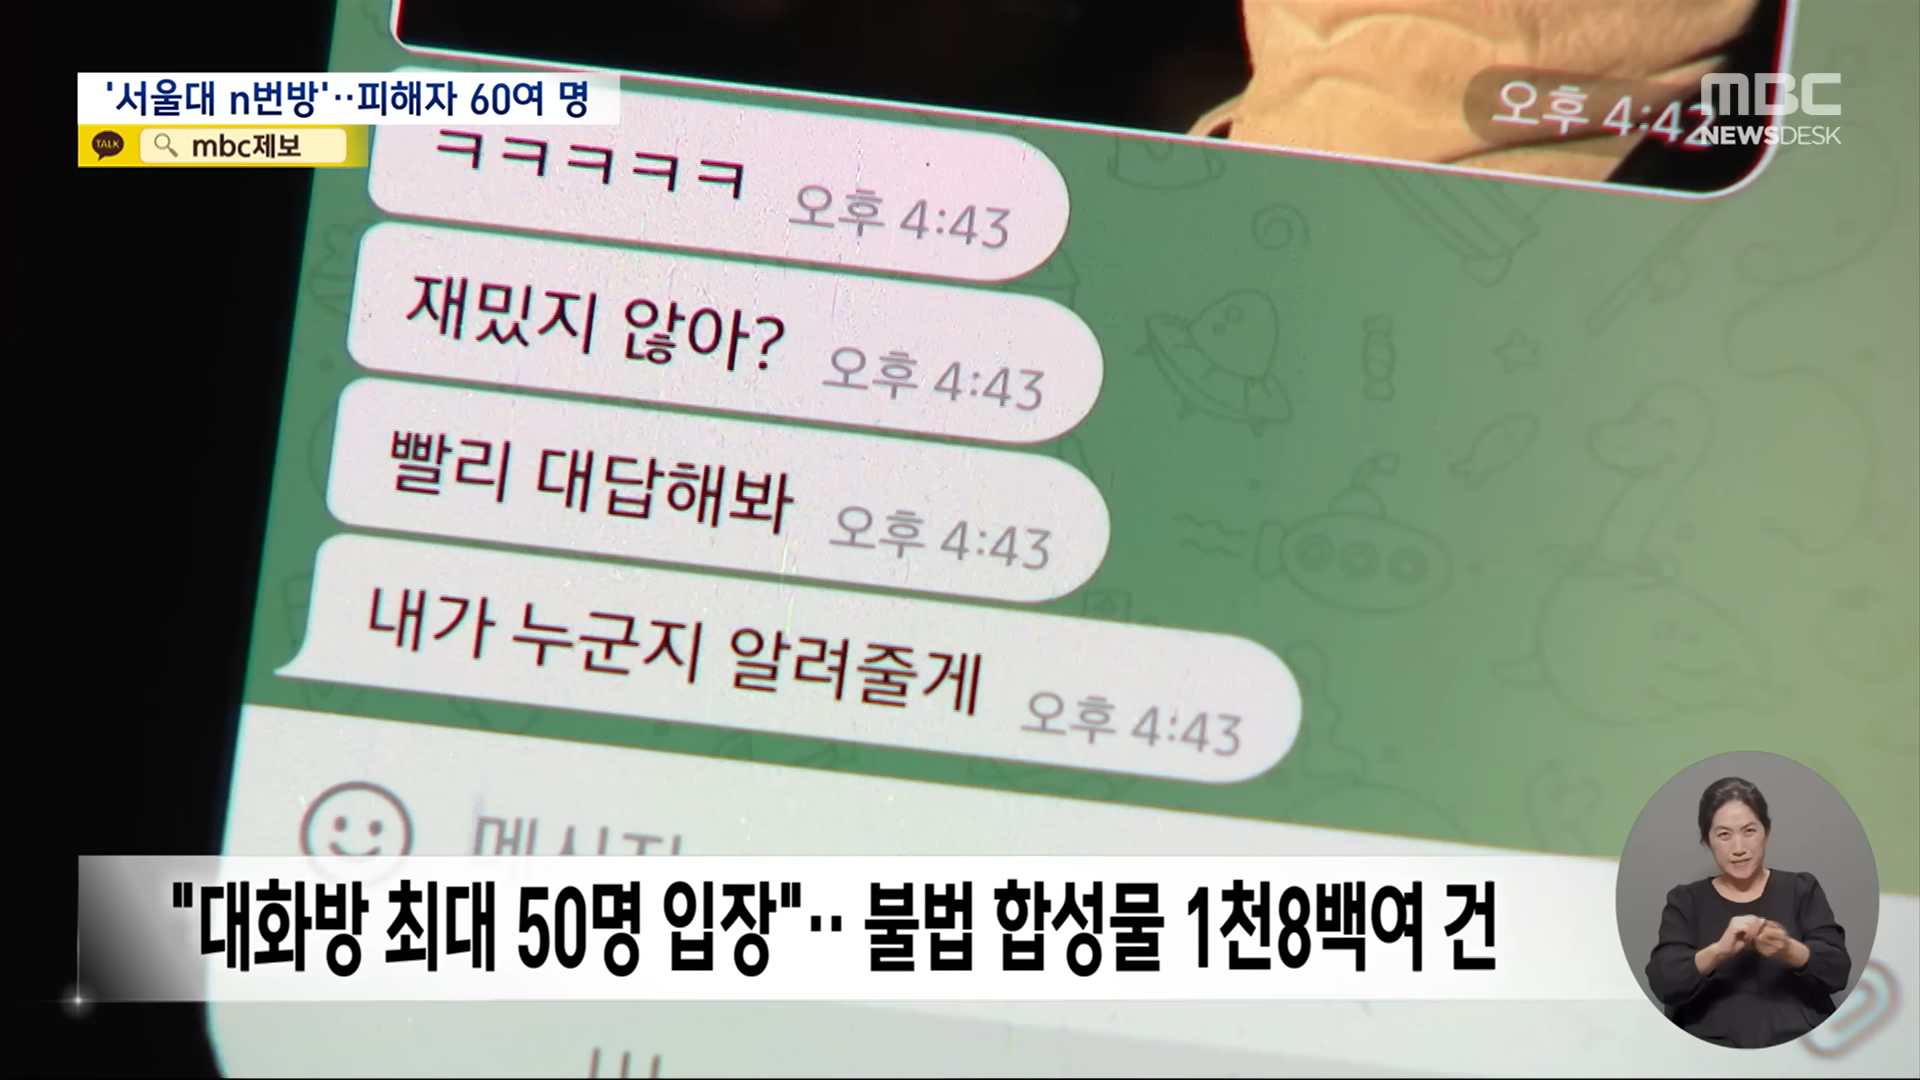 '서울대 n번방'··피해자 60여 명
TALK
mbc제보
MBC
NEWSDESK
오후 4:42
ㅋㅋㅋㅋㅋ 오후 4:43
재밌지 않아? 오후 4:43
빨리 대답해봐 오후 4:43
내가 누군지 알려줄게 오후 4:43
메시지
"대화방 최대 50명 입장"·· 불법 합성물 1천8백여 건